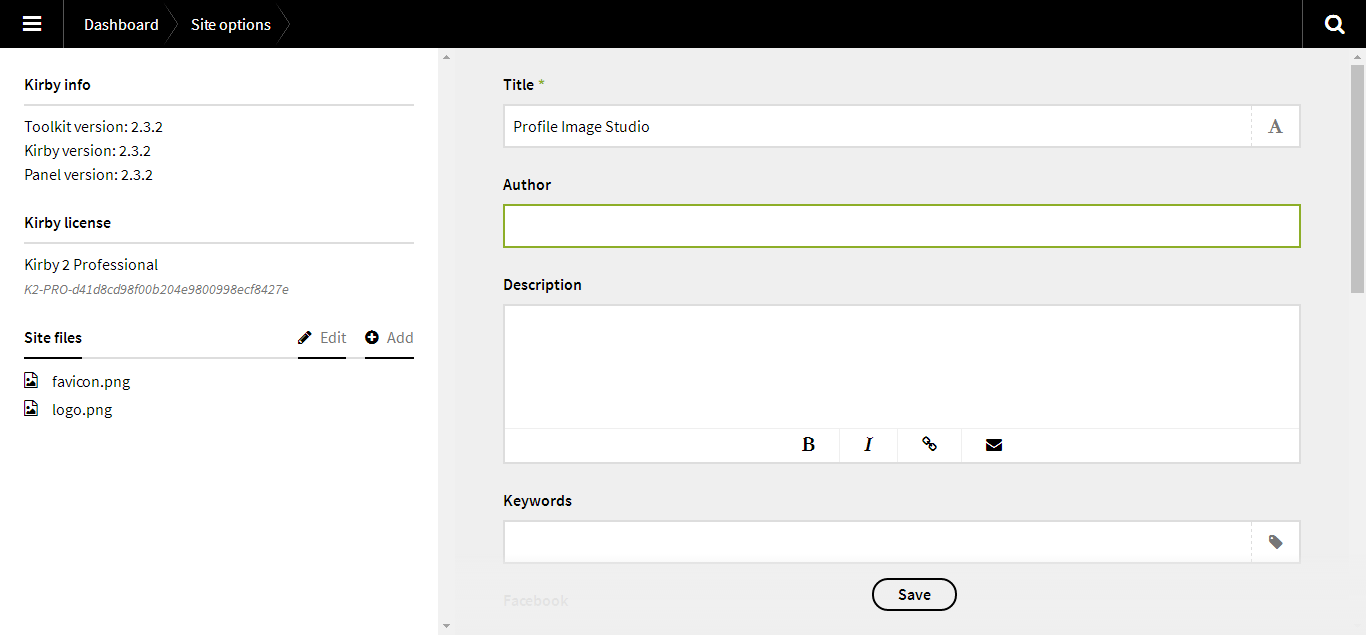 Dashboard
Site options
Kirby info
Toolkit version: 2.3.2
Kirby version: 2.3.2
Panel version: 2.3.2
Kirby license
Kirby 2 Professional
K2-PRO-d41d8cd98f00b204e9800998ecf8427e
Site files
Edit
Add
favicon.png
logo.png
Title *
Profile Image Studio
A
Author
Description
B
I
Keywords
Facebook
Save